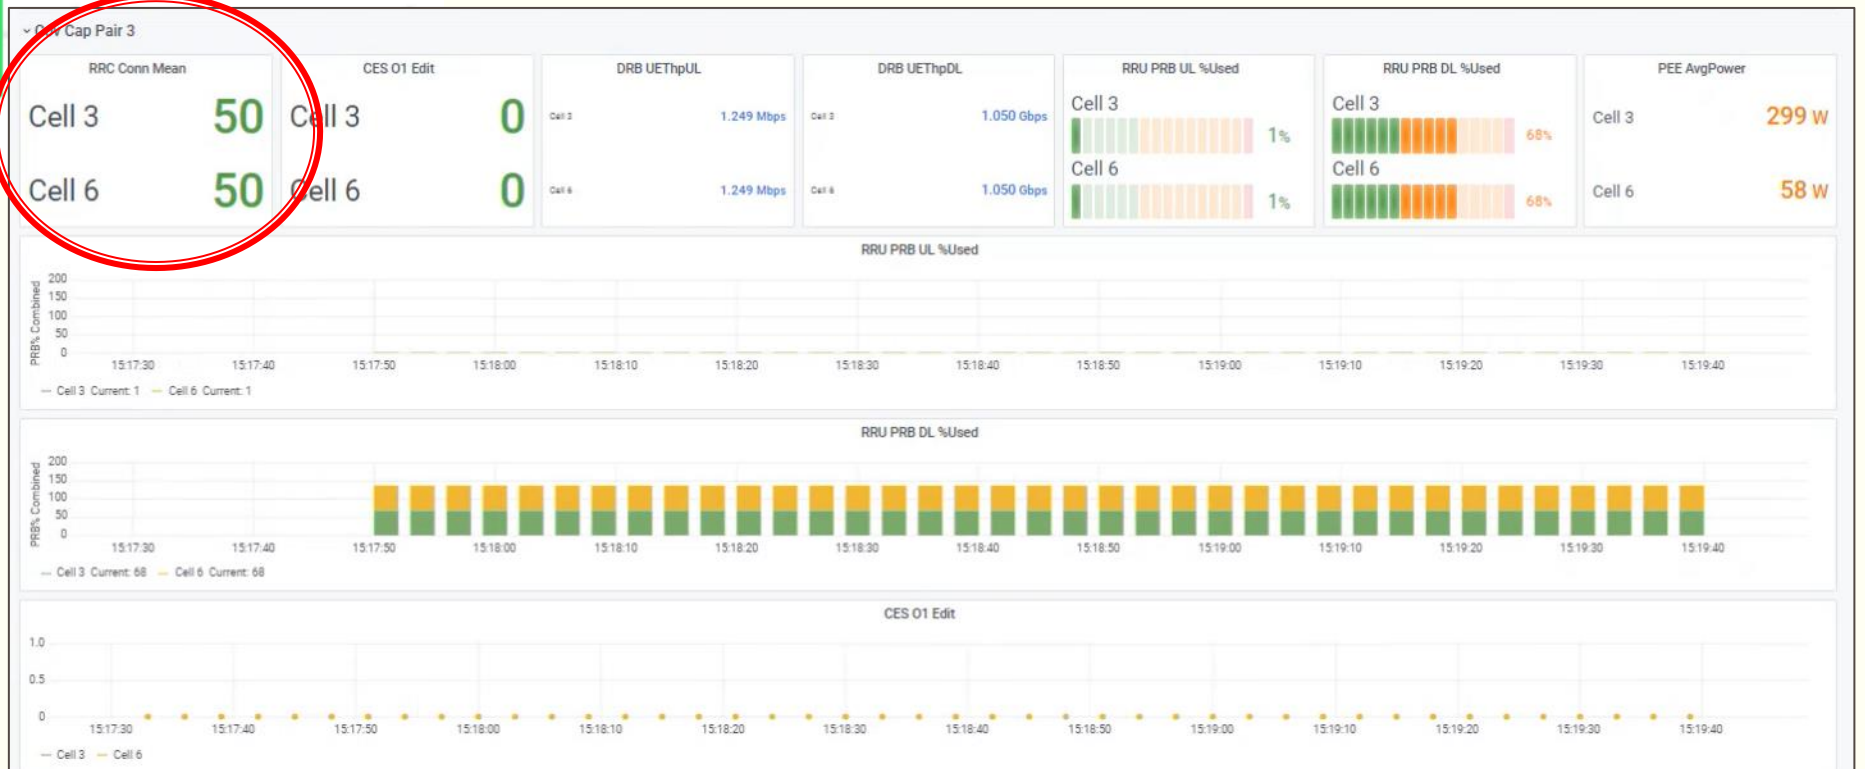 Cov Cap Pair 3
RRC Conn Mean
Cell 3 50
Cell 6 50
CES O1 Edit
Cell 3 0
Cell 6 0
DRB UEThpUL
Cell 3 1.249 Mbps
Cell 6 1.249 Mbps
DRB UEThpDL
Cell 3 1.050 Gbps
Cell 6 1.050 Gbps
RRU PRB UL %Used
Cell 3
1%
Cell 6
1%
RRU PRB DL %Used
Cell 3
68%
Cell 6
68%
PEE AvgPower
Cell 3 299 W
Cell 6 58 W
RRU PRB UL %Used
PRB% Combined
200
150
100
50
0
15:17:30 15:17:40 15:17:50 15:18:00 15:18:10 15:18:20 15:18:30 15:18:40 15:18:50 15:19:00 15:19:10 15:19:20 15:19:30 15:19:40
Cell 3 Current: 1 Cell 6 Current: 1
RRU PRB DL %Used
PRB% Combined
200
150
100
50
0
15:17:30 15:17:40 15:17:50 15:18:00 15:18:10 15:18:20 15:18:30 15:18:40 15:18:50 15:19:00 15:19:10 15:19:20 15:19:30 15:19:40
Cell 3 Current: 68 Cell 6 Current: 68
CES O1 Edit
1.0
0.5
0
15:17:30 15:17:40 15:17:50 15:18:00 15:18:10 15:18:20 15:18:30 15:18:40 15:18:50 15:19:00 15:19:10 15:19:20 15:19:30 15:19:40
Cell 3 Cell 6